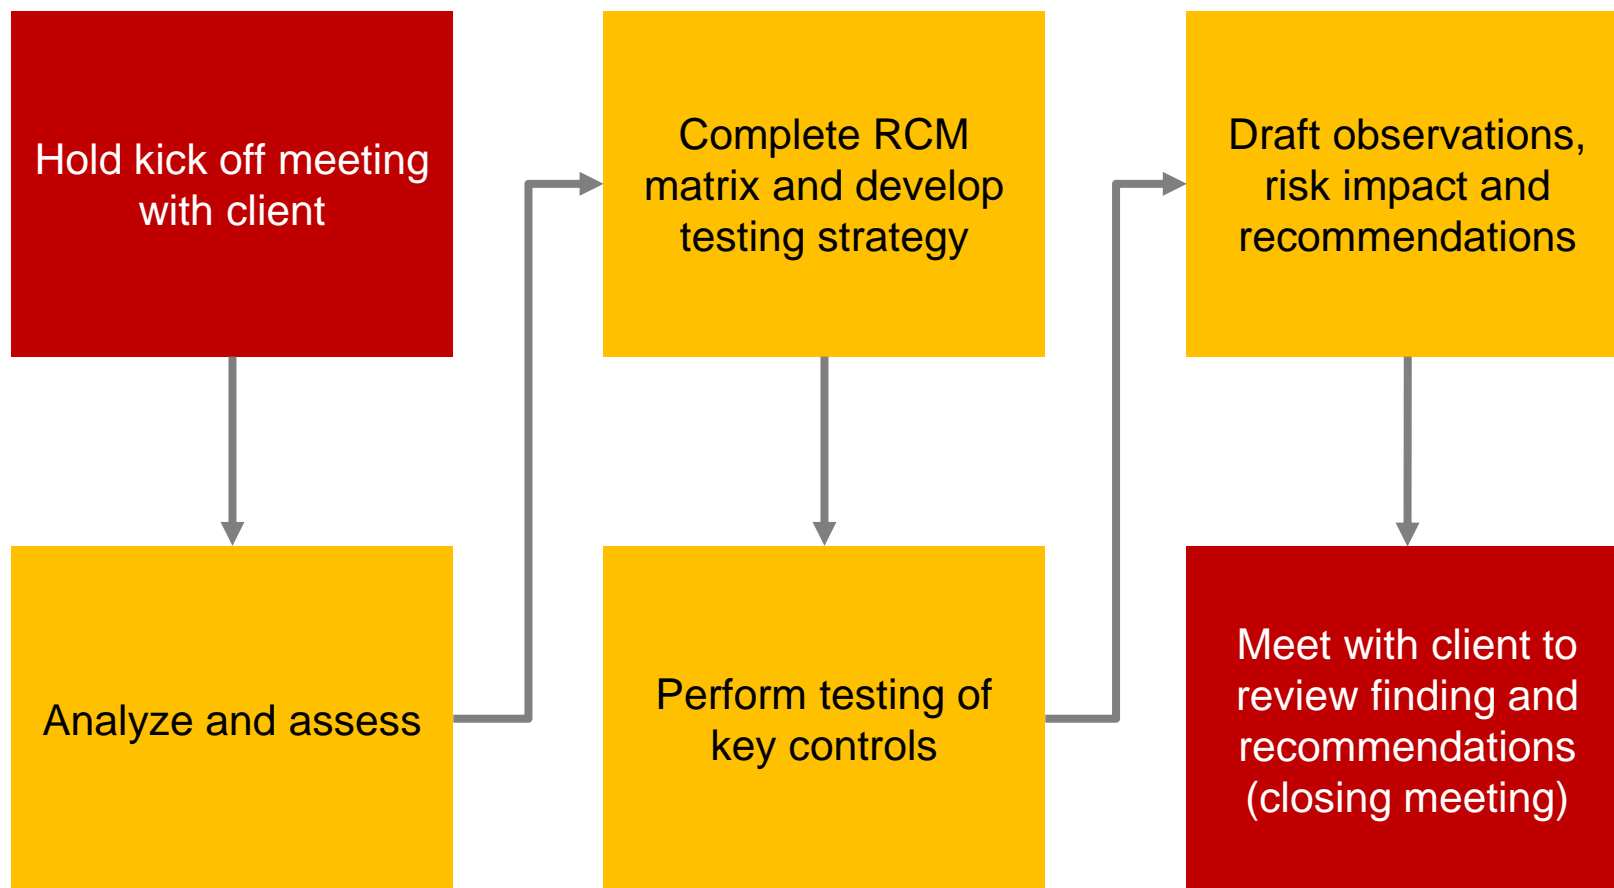 Hold kick off meeting
with client
Analyze and assess
Complete RCM
matrix and develop
testing strategy
Perform testing of
key controls
Draft observations,
risk impact and
recommendations
Meet with client to
review finding and
recommendations
(closing meeting)